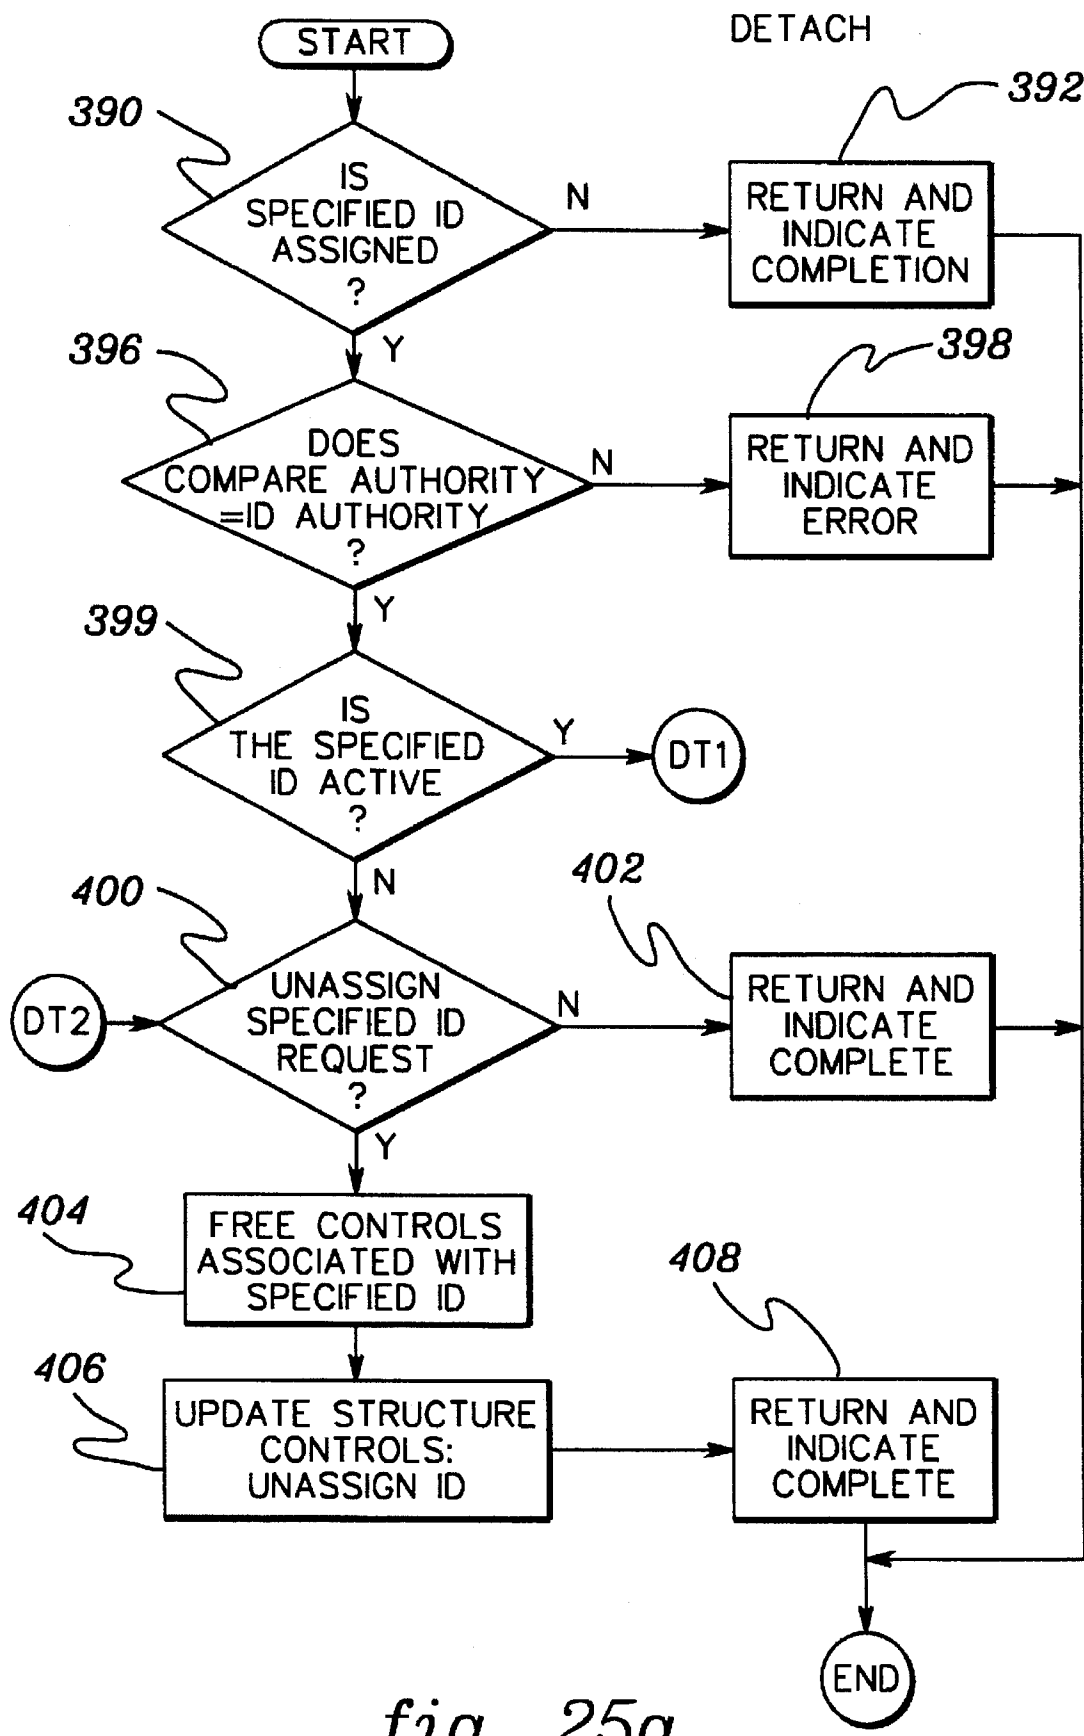 DETACH
START
390
IS
SPECIFIED ID
ASSIGNED
?
N
392
RETURN AND
INDICATE
COMPLETION
Y
396
DOES
COMPARE AUTHORITY
=ID AUTHORITY
?
N
398
RETURN AND
INDICATE
ERROR
Y
399
IS
THE SPECIFIED
ID ACTIVE
?
Y
DT1
N
400
DT2
UNASSIGN
SPECIFIED ID
REQUEST
?
N
402
RETURN AND
INDICATE
COMPLETE
Y
404
FREE CONTROLS
ASSOCIATED WITH
SPECIFIED ID
406
UPDATE STRUCTURE
CONTROLS:
UNASSIGN ID
408
RETURN AND
INDICATE
COMPLETE
END
fig. 25a